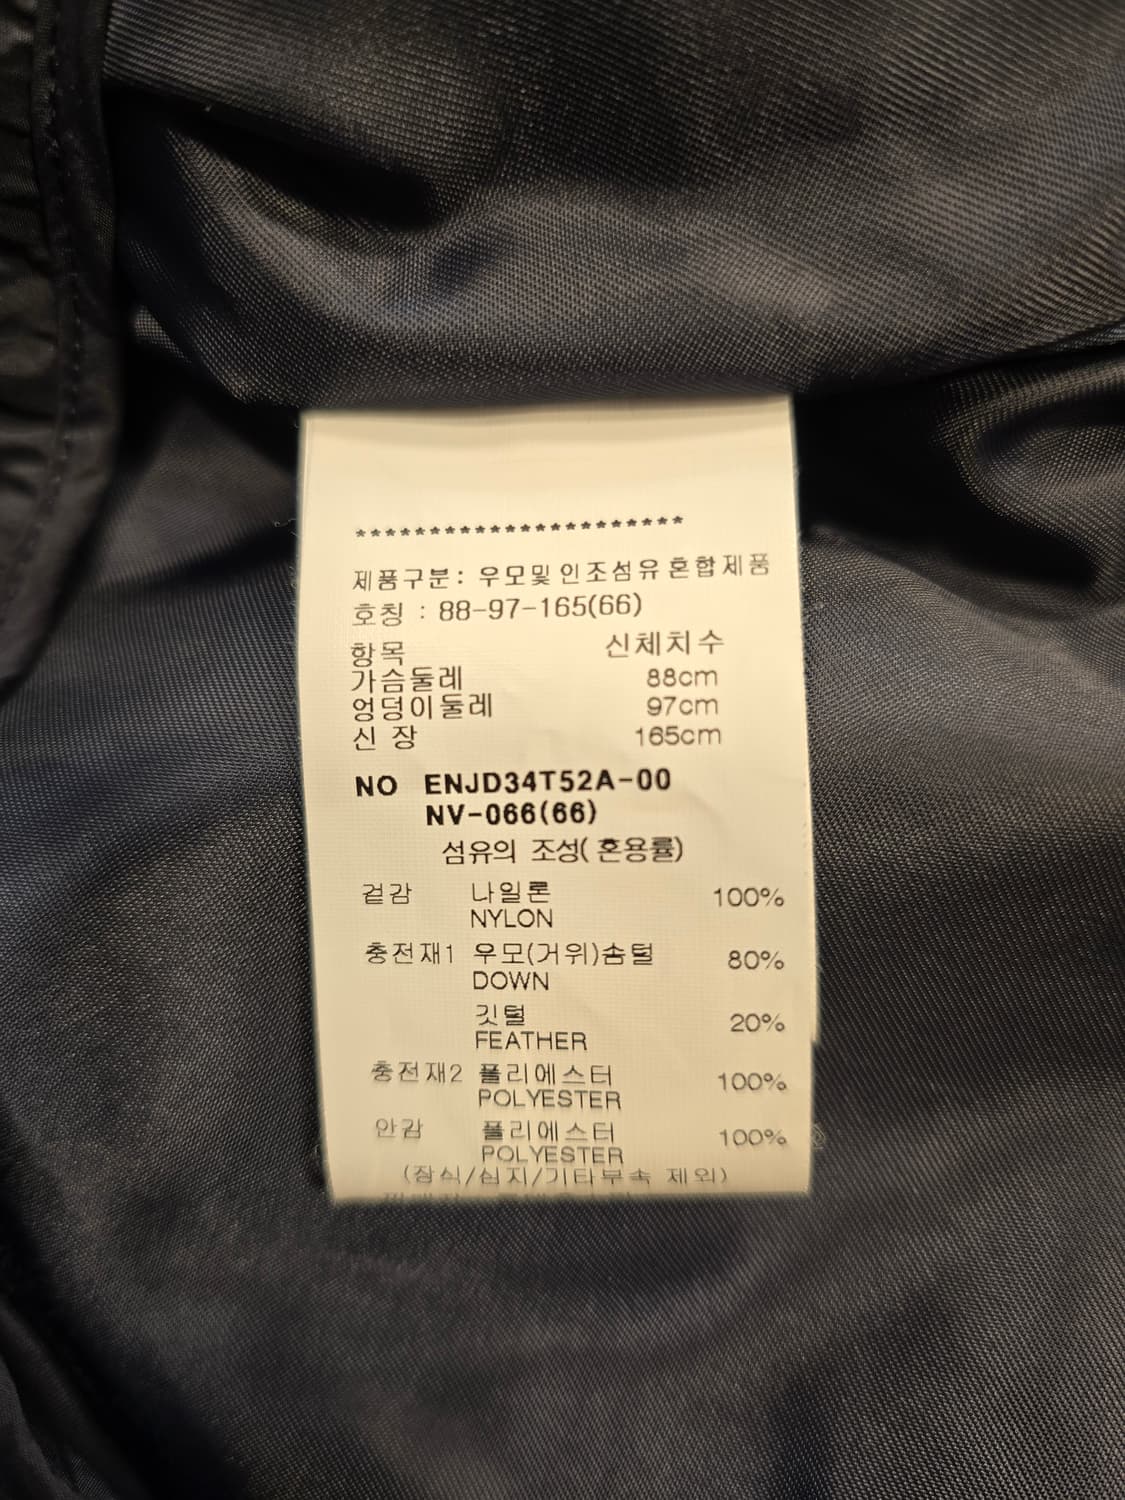 **********************
제품구분: 우모및 인조섬유 혼합제품
호칭 : 88-97-165(66)
항목 신체치수
가슴둘레 88cm
엉덩이둘레 97cm
신 장 165cm
NO ENJD34T52A-00
NV-066(66)
섬유의 조성(혼용률)
겉감 나일론 100%
NYLON
충전재1 우모(거위)솜털 80%
DOWN
깃털 20%
FEATHER
충전재2 폴리에스터 100%
POLYESTER
안감 폴리에스터 100%
POLYESTER
(장식/심지/기타부속 제외)